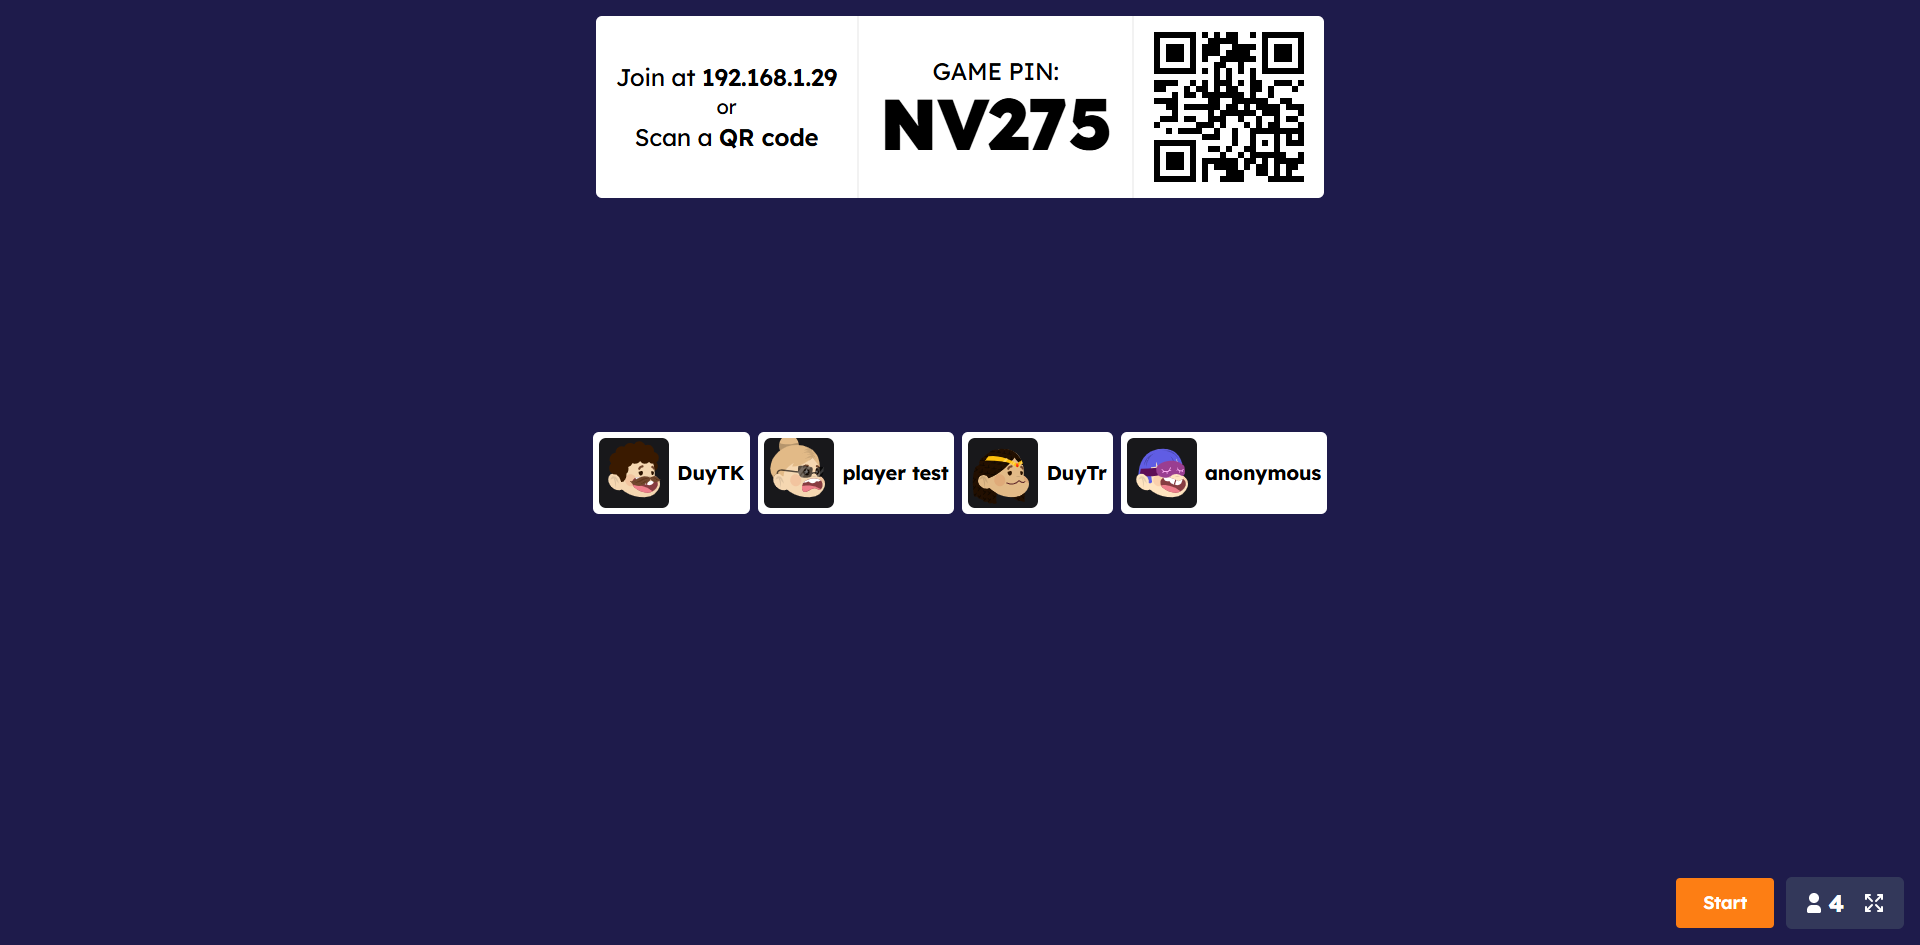 Join at 192.168.1.29
or
Scan a QR code
GAME PIN:
NV275
DuyTK
player test
DuyTr
anonymous
Start
4